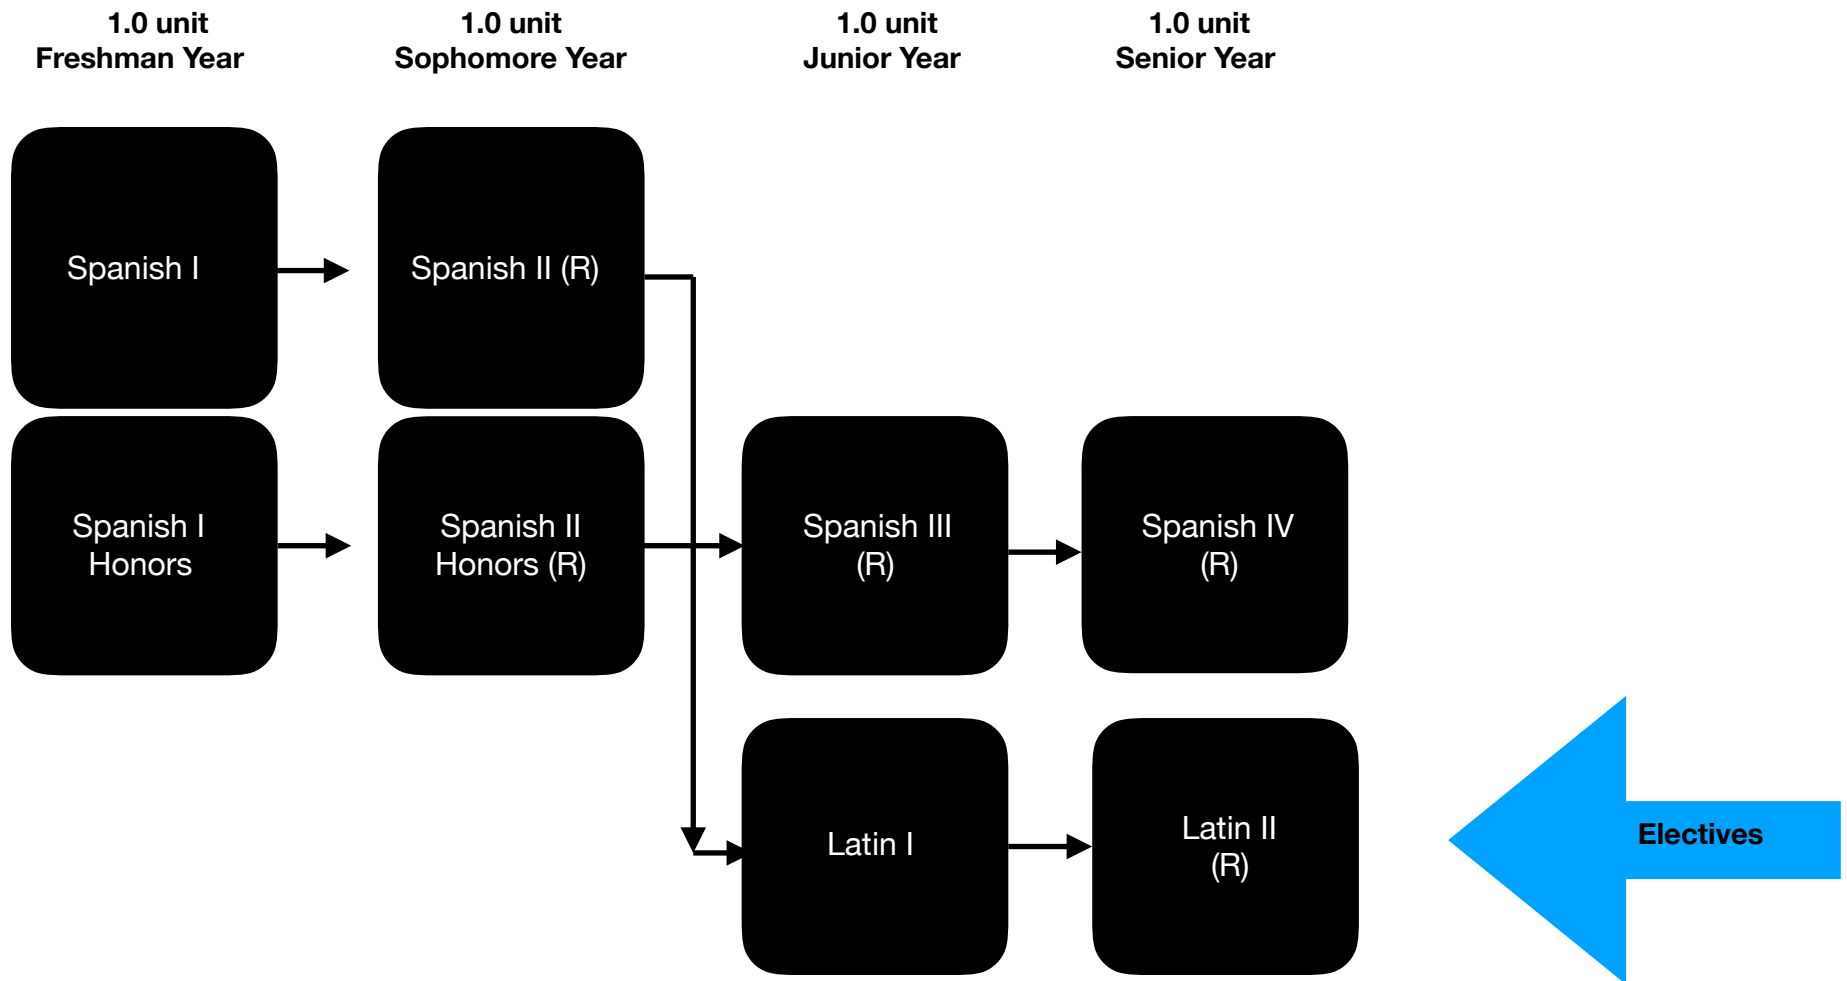 1.0 unit
Freshman Year
1.0 unit
Sophomore Year
1.0 unit
Junior Year
1.0 unit
Senior Year
Spanish I
Spanish II (R)
Spanish I
Honors
Spanish II
Honors (R)
Spanish III
(R)
Spanish IV
(R)
Latin I
Latin II
(R)
Electives